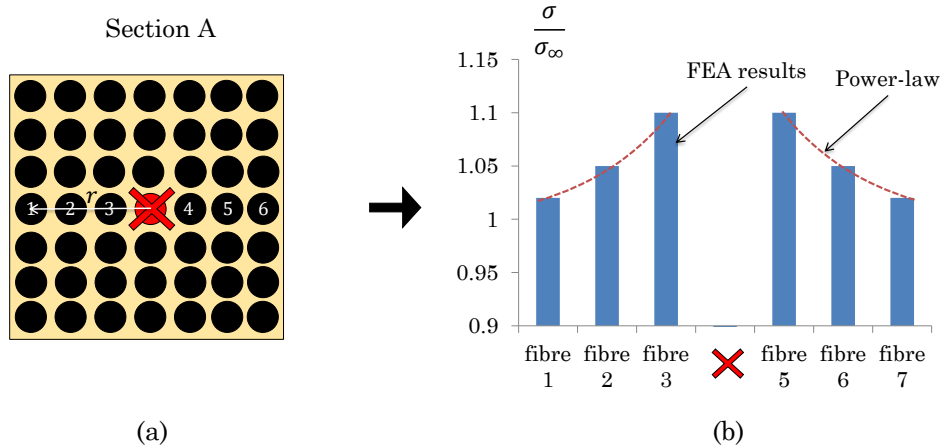 Section A
1 2 3 r 4 5 6
(a)
σ
σ∞
1.15
1.1
1.05
1
0.95
0.9
FEA results
Power-law
fibre fibre fibre fibre fibre fibre
1 2 3 5 6 7
(b)